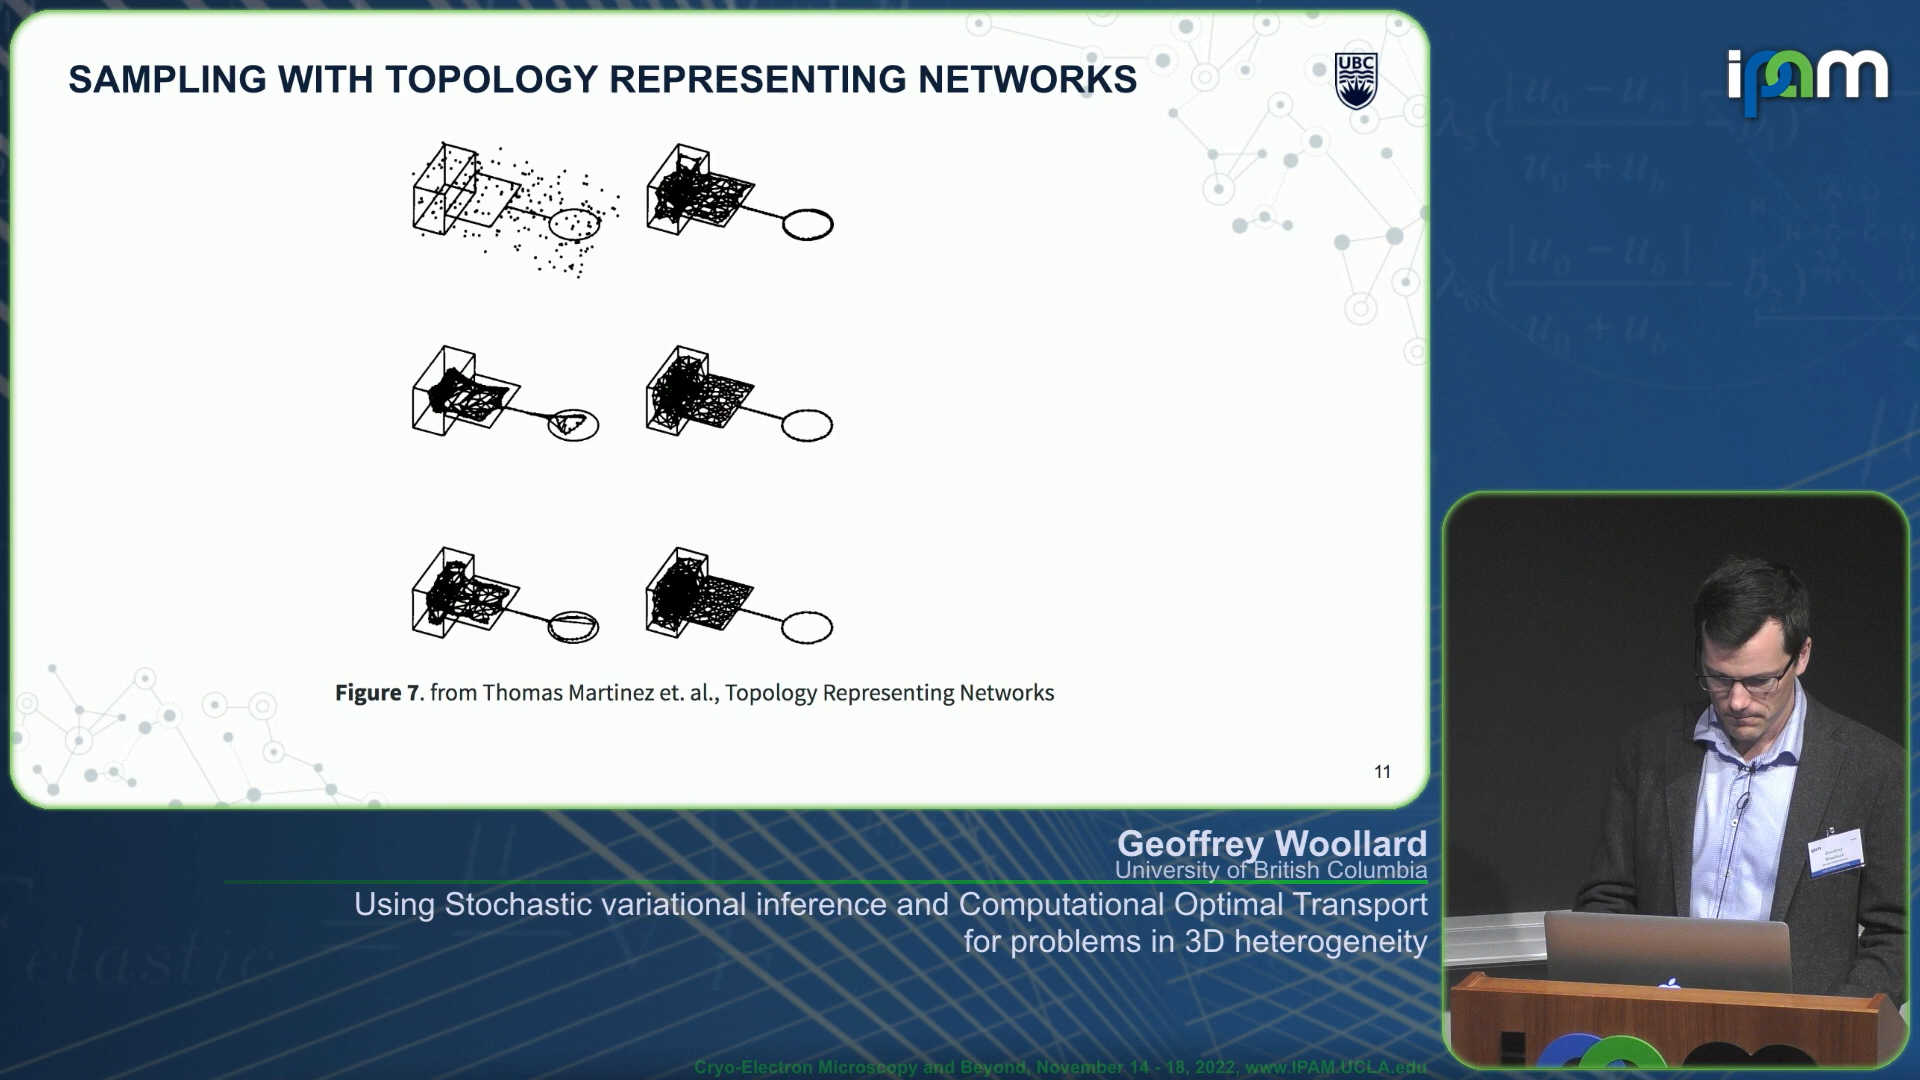 SAMPLING WITH TOPOLOGY REPRESENTING NETWORKS
UBC
ipam
Figure 7. from Thomas Martinez et. al., Topology Representing Networks
11
Geoffrey Woollard
University of British Columbia
Using Stochastic variational inference and Computational Optimal Transport
for problems in 3D heterogeneity
Cryo-Electron Microscopy and Beyond, November 14 - 18, 2022, www.IPAM.UCLA.edu
elastic